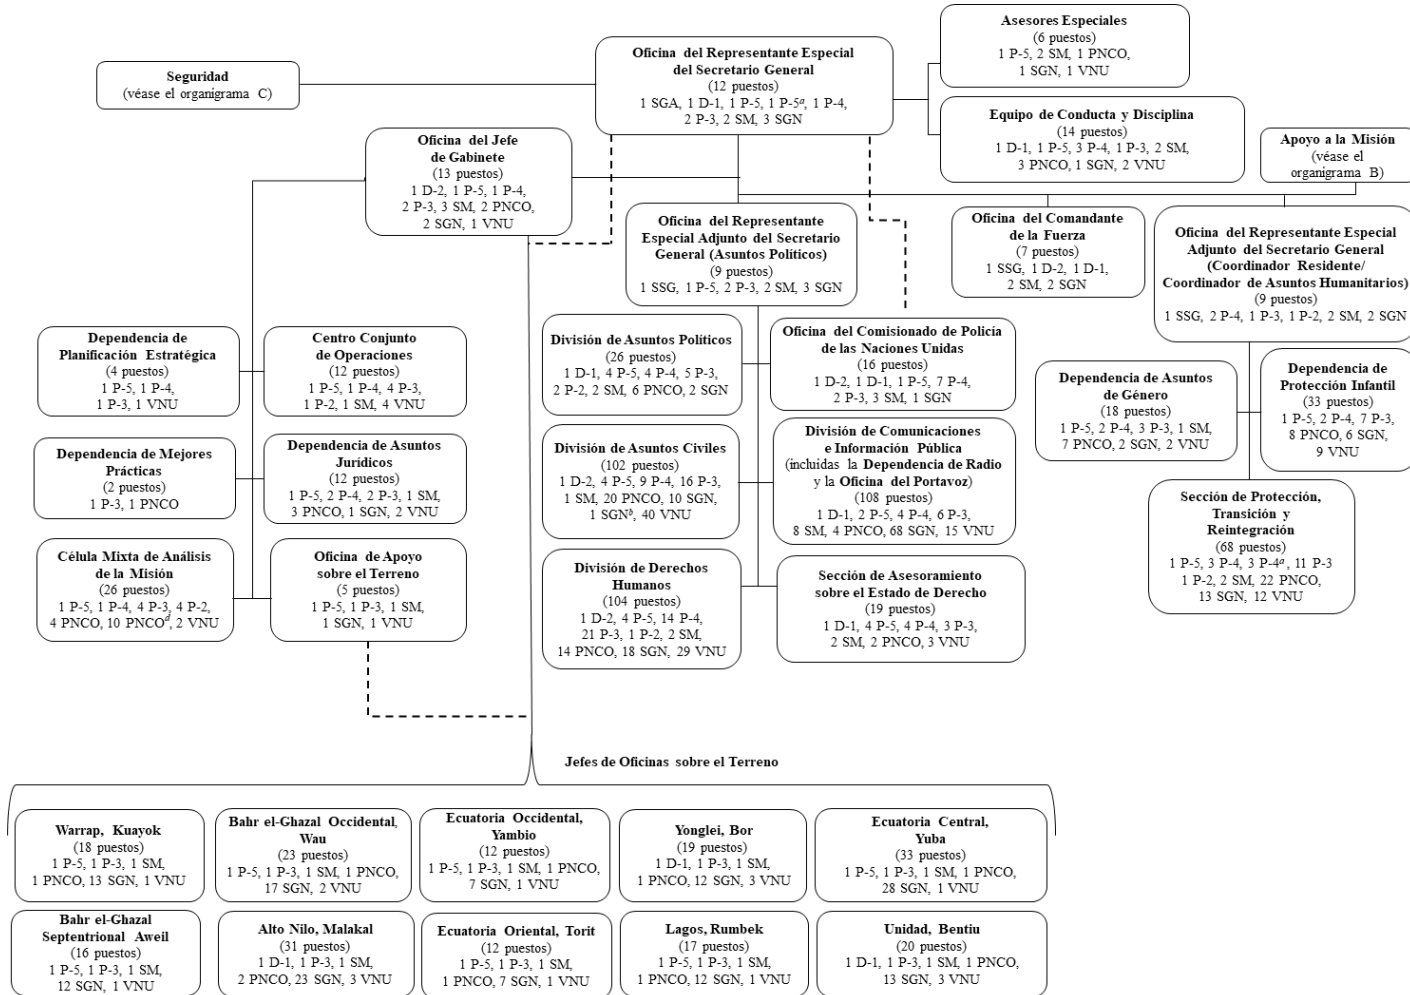 Asesores Especiales
(6 puestos)
1 P-5, 2 SM, 1 PNCO,
1 SGN, 1 VNU
Oficina del Representante Especial
del Secretario General
(12 puestos)
1 SGA, 1 D-1, 1 P-5, 1 P-5ᵃ, 1 P-4,
2 P-3, 2 SM, 3 SGN
Seguridad
(véase el organigrama C)
Equipo de Conducta y Disciplina
(14 puestos)
1 D-1, 1 P-5, 3 P-4, 1 P-3, 2 SM,
3 PNCO, 1 SGN, 2 VNU
Apoyo a la Misión
(véase el
organigrama B)
Oficina del Jefe
de Gabinete
(13 puestos)
1 D-2, 1 P-5, 1 P-4,
2 P-3, 3 SM, 2 PNCO,
2 SGN, 1 VNU
Oficina del Representante
Especial Adjunto del Secretario
General (Asuntos Políticos)
(9 puestos)
1 SSG, 1 P-5, 2 P-3, 2 SM, 3 SGN
Oficina del Comandante
de la Fuerza
(7 puestos)
1 SSG, 1 D-2, 1 D-1,
2 SM, 2 SGN
Oficina del Representante Especial
Adjunto del Secretario General
(Coordinador Residente/
Coordinador de Asuntos Humanitarios)
(9 puestos)
1 SSG, 2 P-4, 1 P-3, 1 P-2, 2 SM, 2 SGN
Dependencia de
Planificación Estratégica
(4 puestos)
1 P-5, 1 P-4,
1 P-3, 1 VNU
Centro Conjunto
de Operaciones
(12 puestos)
1 P-5, 1 P-4, 4 P-3,
1 P-2, 1 SM, 4 VNU
División de Asuntos Políticos
(26 puestos)
1 D-1, 4 P-5, 4 P-4, 5 P-3,
2 P-2, 2 SM, 6 PNCO, 2 SGN
Oficina del Comisionado de Policía
de las Naciones Unidas
(16 puestos)
1 D-2, 1 D-1, 1 P-5, 7 P-4,
2 P-3, 3 SM, 1 SGN
Dependencia de Asuntos
de Género
(18 puestos)
1 P-5, 2 P-4, 3 P-3, 1 SM,
7 PNCO, 2 SGN, 2 VNU
Dependencia de
Protección Infantil
(33 puestos)
1 P-5, 2 P-4, 7 P-3,
8 PNCO, 6 SGN,
9 VNU
Dependencia de Mejores
Prácticas
(2 puestos)
1 P-3, 1 PNCO
Dependencia de Asuntos
Jurídicos
(12 puestos)
1 P-5, 2 P-4, 2 P-3, 1 SM,
3 PNCO, 1 SGN, 2 VNU
División de Asuntos Civiles
(102 puestos)
1 D-2, 4 P-5, 9 P-4, 16 P-3,
1 SM, 20 PNCO, 10 SGN,
1 SGNᵇ, 40 VNU
División de Comunicaciones
e Información Pública
(incluidas la Dependencia de Radio
y la Oficina del Portavoz)
(108 puestos)
1 D-1, 2 P-5, 4 P-4, 6 P-3,
8 SM, 4 PNCO, 68 SGN, 15 VNU
Sección de Protección,
Transición y
Reintegración
(68 puestos)
1 P-5, 3 P-4, 3 P-4ᵃ, 11 P-3
1 P-2, 2 SM, 22 PNCO,
13 SGN, 12 VNU
Célula Mixta de Análisis
de la Misión
(26 puestos)
1 P-5, 1 P-4, 4 P-3, 4 P-2,
4 PNCO, 10 PNCOᵈ, 2 VNU
Oficina de Apoyo
sobre el Terreno
(5 puestos)
1 P-5, 1 P-3, 1 SM,
1 SGN, 1 VNU
División de Derechos
Humanos
(104 puestos)
1 D-2, 4 P-5, 14 P-4,
21 P-3, 1 P-2, 2 SM,
14 PNCO, 18 SGN, 29 VNU
Sección de Asesoramiento
sobre el Estado de Derecho
(19 puestos)
1 D-1, 4 P-5, 4 P-4, 3 P-3,
2 SM, 2 PNCO, 3 VNU
Jefes de Oficinas sobre el Terreno
Warrap, Kuayok
(18 puestos)
1 P-5, 1 P-3, 1 SM,
1 PNCO, 13 SGN, 1 VNU
Bahr el-Ghazal Occidental,
Wau
(23 puestos)
1 P-5, 1 P-3, 1 SM, 1 PNCO,
17 SGN, 2 VNU
Ecuatoria Occidental,
Yambio
(12 puestos)
1 P-5, 1 P-3, 1 SM, 1 PNCO,
7 SGN, 1 VNU
Yonglei, Bor
(19 puestos)
1 D-1, 1 P-3, 1 SM,
1 PNCO, 12 SGN, 3 VNU
Ecuatoria Central,
Yuba
(33 puestos)
1 P-5, 1 P-3, 1 SM, 1 PNCO,
28 SGN, 1 VNU
Bahr el-Ghazal
Septentrional Aweil
(16 puestos)
1 P-5, 1 P-3, 1 SM,
12 SGN, 1 VNU
Alto Nilo, Malakal
(31 puestos)
1 D-1, 1 P-3, 1 SM,
2 PNCO, 23 SGN, 3 VNU
Ecuatoria Oriental, Torit
(12 puestos)
1 P-5, 1 P-3, 1 SM,
1 PNCO, 7 SGN, 1 VNU
Lagos, Rumbek
(17 puestos)
1 P-5, 1 P-3, 1 SM,
1 PNCO, 12 SGN, 1 VNU
Unidad, Bentiu
(20 puestos)
1 D-1, 1 P-3, 1 SM, 1 PNCO,
13 SGN, 3 VNU